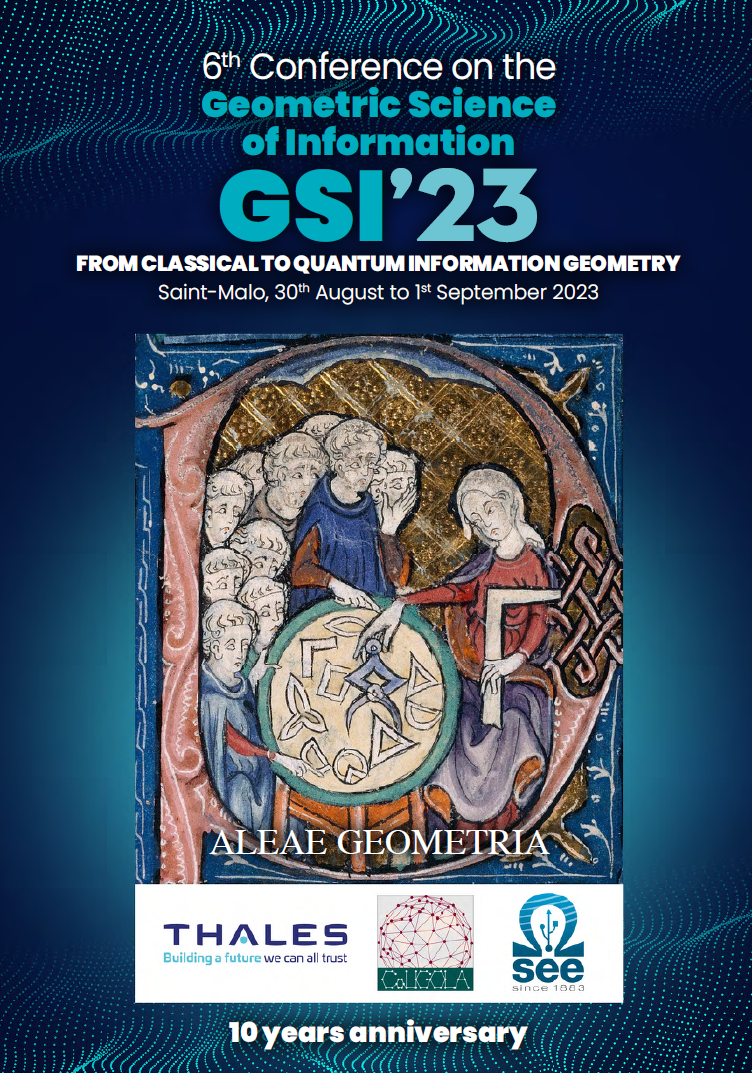 6th Conference on the
Geometric Science
of Information
GSI’23
FROM CLASSICAL TO QUANTUM INFORMATION GEOMETRY
Saint-Malo, 30th August to 1st September 2023
ALEAE GEOMETRIA
THALES
Building a future we can all trust
CaLIGOLA
see
since 1883
10 years anniversary